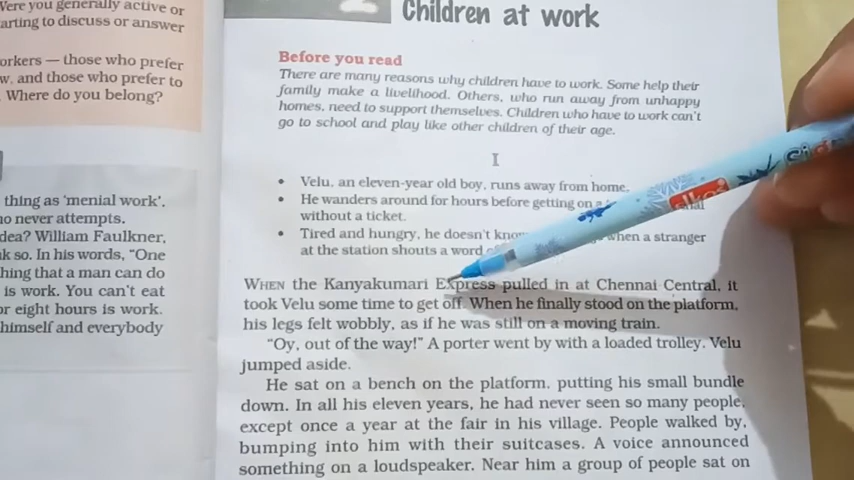 Were you generally active or
arting to discuss or answer
orkers — those who prefer
w, and those who prefer to
. Where do you belong?
thing as ‘menial work’.
no never attempts.
dea? William Faulkner,
k so. In his words, “One
hing that a man can do
is work. You can’t eat
or eight hours is work.
himself and everybody
2
Children at work
Before you read
There are many reasons why children have to work. Some help their
family make a livelihood. Others, who run away from unhappy
homes, need to support themselves. Children who have to work can’t
go to school and play like other children of their age.
I
• Velu, an eleven-year old boy, runs away from home.
• He wanders around for hours before getting on a
without a ticket.
• Tired and hungry, he doesn’t when a stranger
at the station shouts a word
WHEN the Kanyakumari Express pulled in at Chennai Central, it
took Velu some time to get off. When he finally stood on the platform,
his legs felt wobbly, as if he was still on a moving train.
“Oy, out of the way!” A porter went by with a loaded trolley. Velu
jumped aside.
He sat on a bench on the platform, putting his small bundle
down. In all his eleven years, he had never seen so many people,
except once a year at the fair in his village. People walked by,
bumping into him with their suitcases. A voice announced
something on a loudspeaker. Near him a group of people sat on